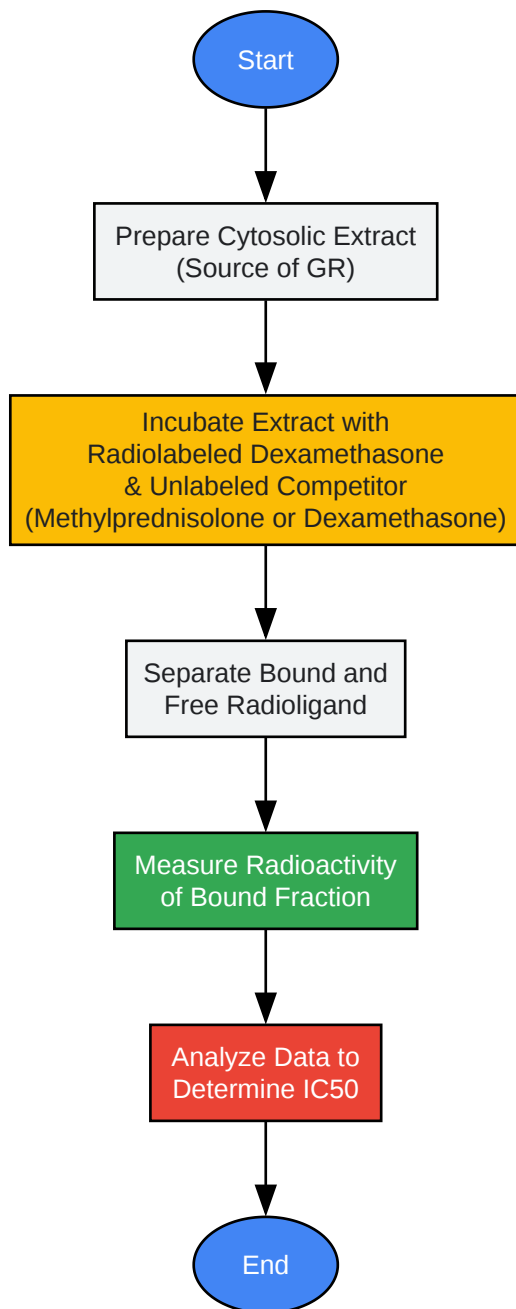 Start
Prepare Cytosolic Extract
(Source of GR)
Incubate Extract with
Radiolabeled Dexamethasone
& Unlabeled Competitor
(Methylprednisolone or Dexamethasone)
Separate Bound and
Free Radioligand
Measure Radioactivity
of Bound Fraction
Analyze Data to
Determine IC50
End